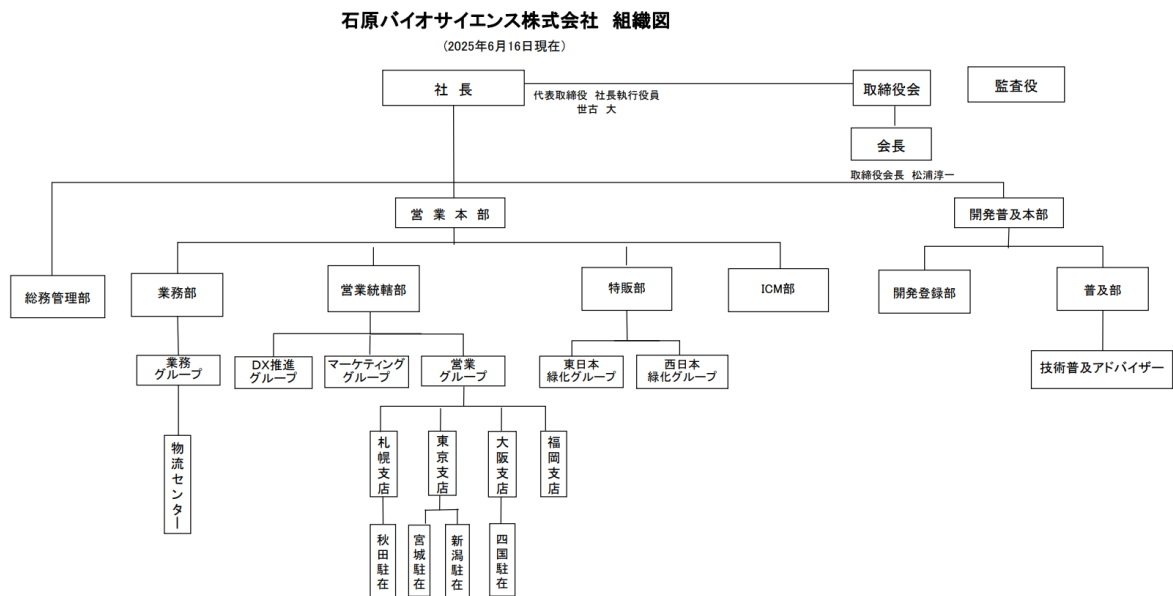 石原バイオサイエンス株式会社 組織図
(2025年6月16日現在)
社 長
代表取締役 社長執行役員
世古 大
取締役会
監査役
会長
取締役会長 松浦淳一
営 業 本 部
開発普及本部
総務管理部
業務部
営業統轄部
特販部
ICM部
開発登録部
普及部
業務
グループ
DX推進
グループ
マーケティング
グループ
営業
グループ
東日本
緑化グループ
西日本
緑化グループ
技術普及アドバイザー
物流センター
札幌支店
東京支店
大阪支店
福岡支店
秋田駐在
宮城駐在
新潟駐在
四国駐在